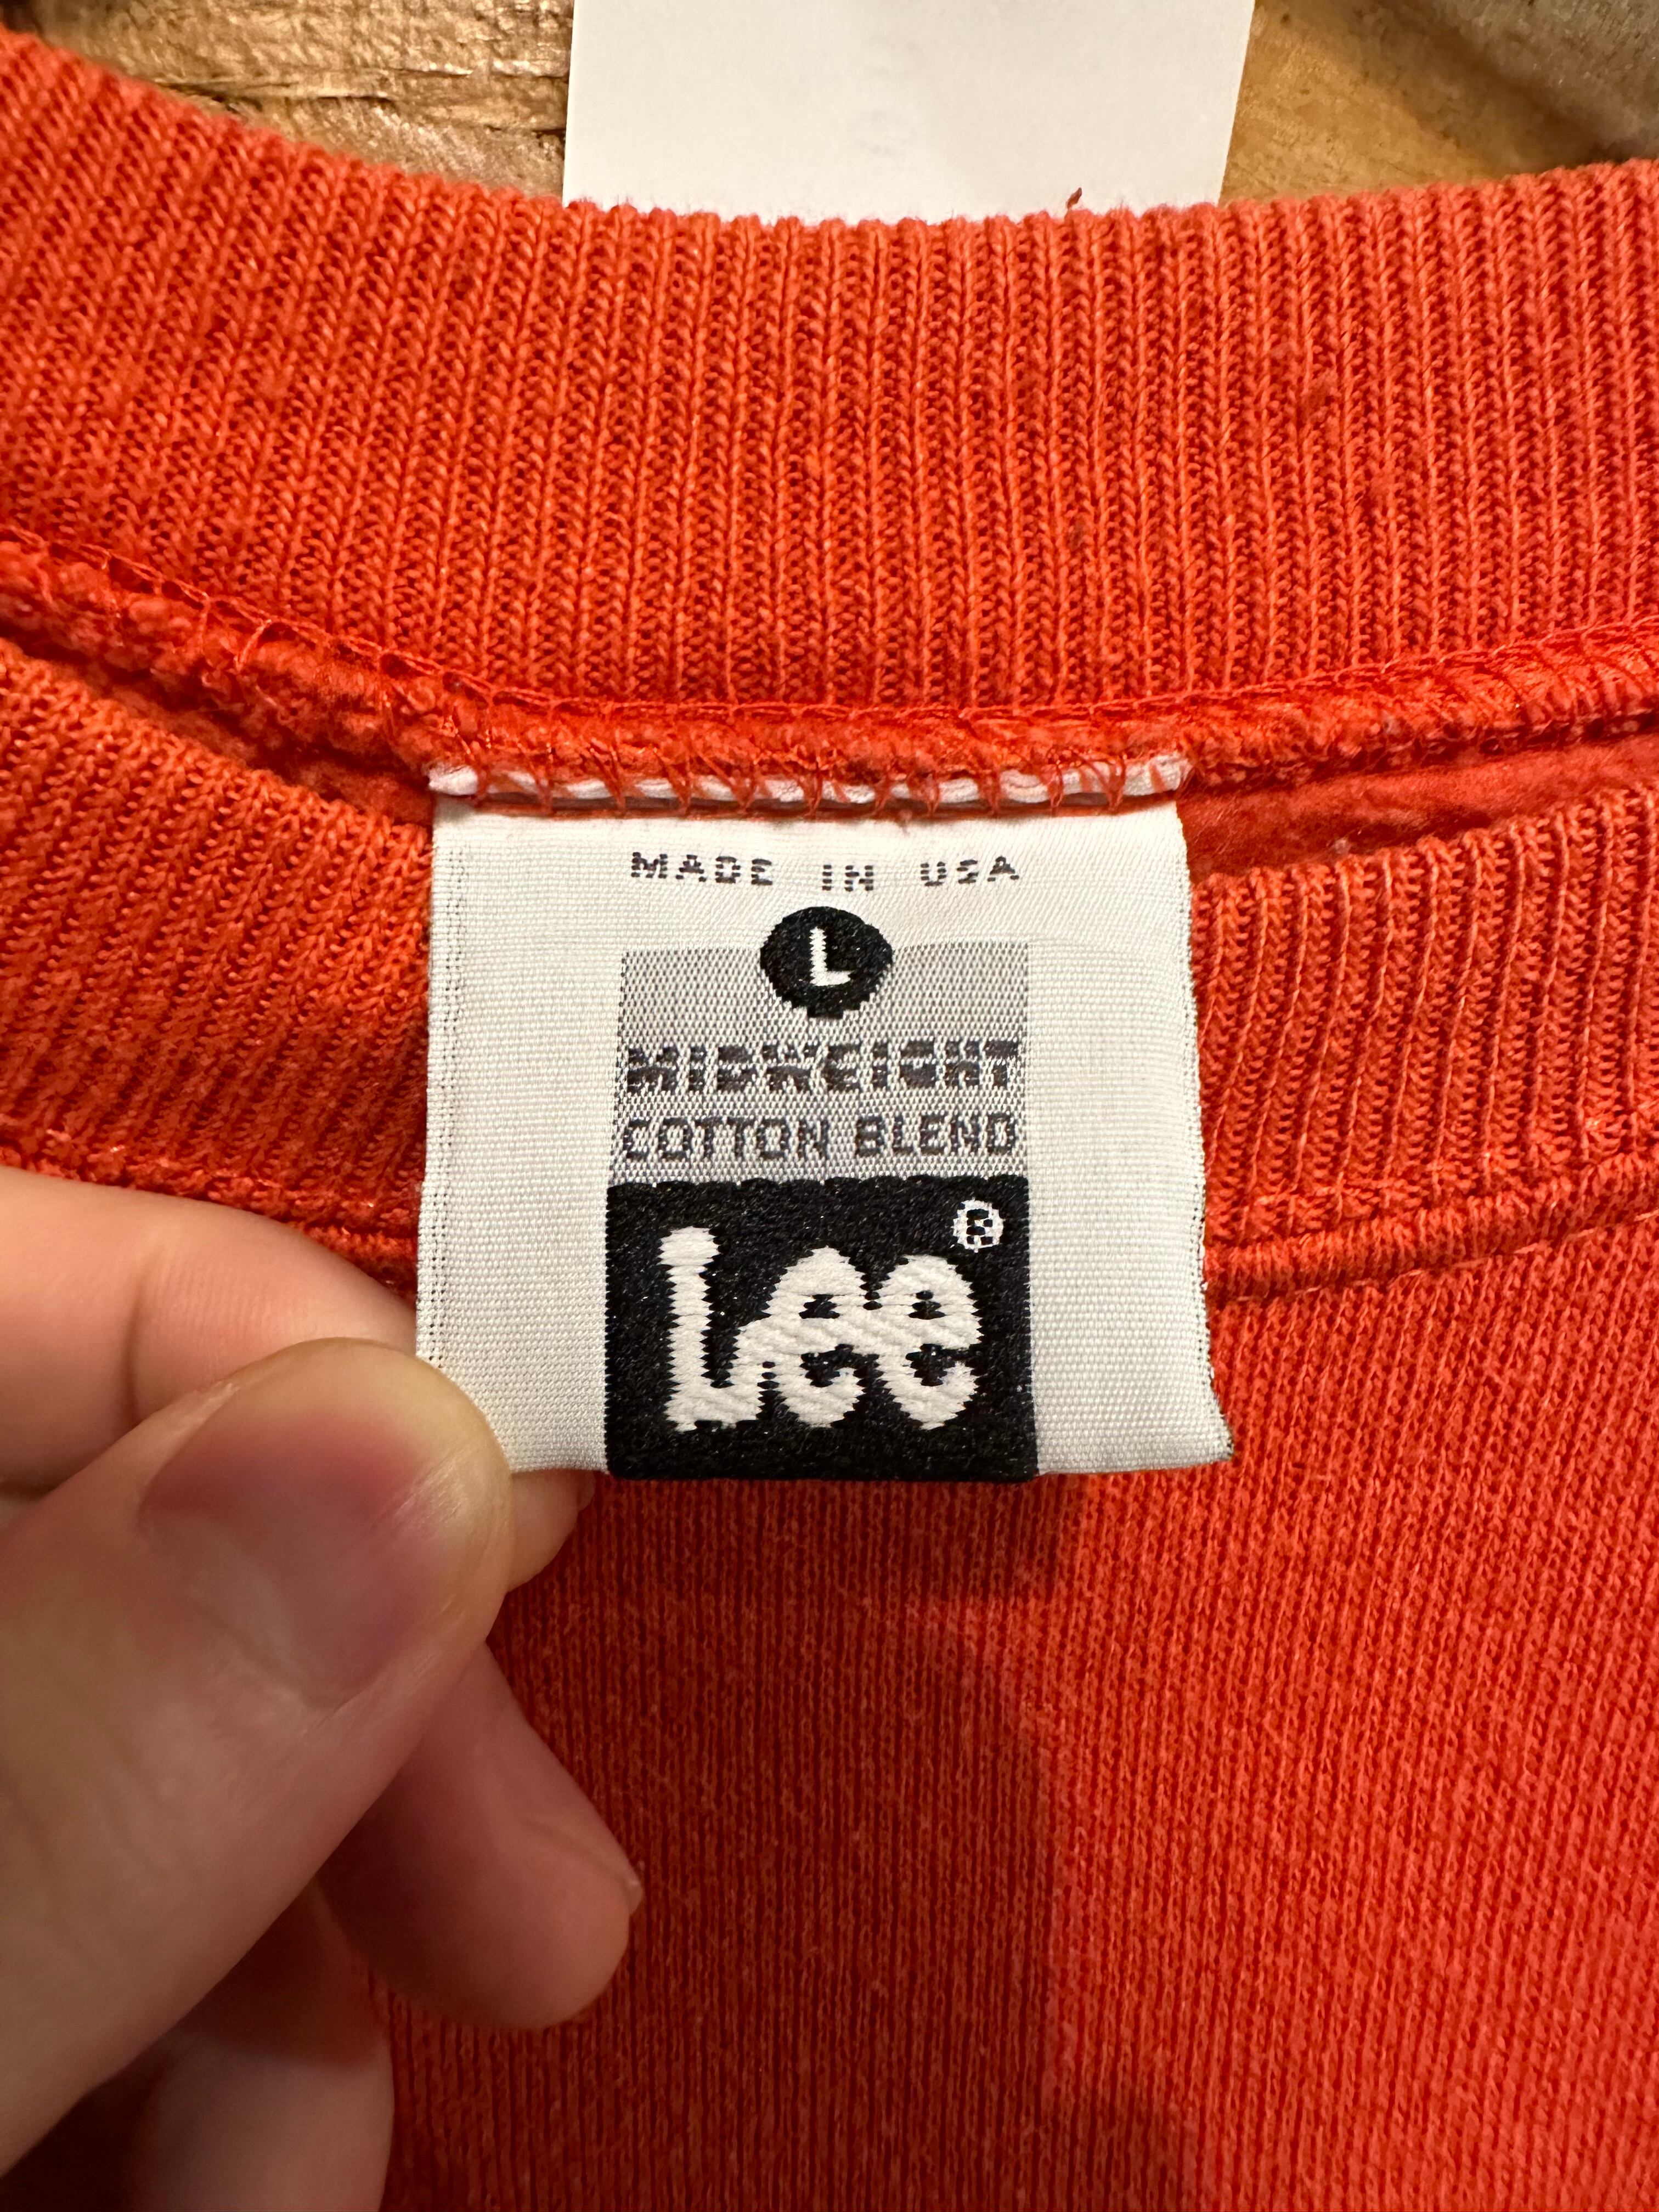 MADE IN USA
L
MIDWEIGHT
COTTON BLEND
Lee®